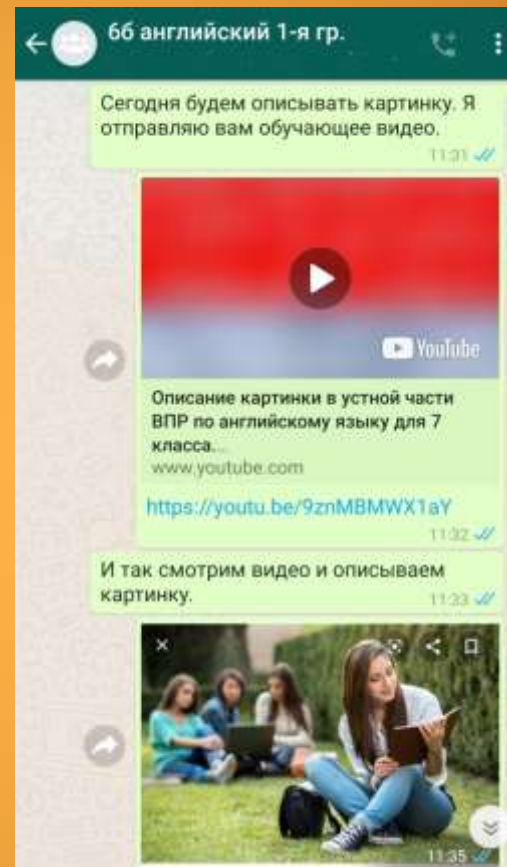 6б английский 1-я гр.
Сегодня будем описывать картинку. Я
отправляю вам обучающее видео.
11:31
YouTube
Описание картинки в устной части
ВПР по английскому языку для 7
класса...
www.youtube.com
https://youtu.be/9znMBMWX1aY
11:32
И так смотрим видео и описываем
картинку.
11:33
11:35